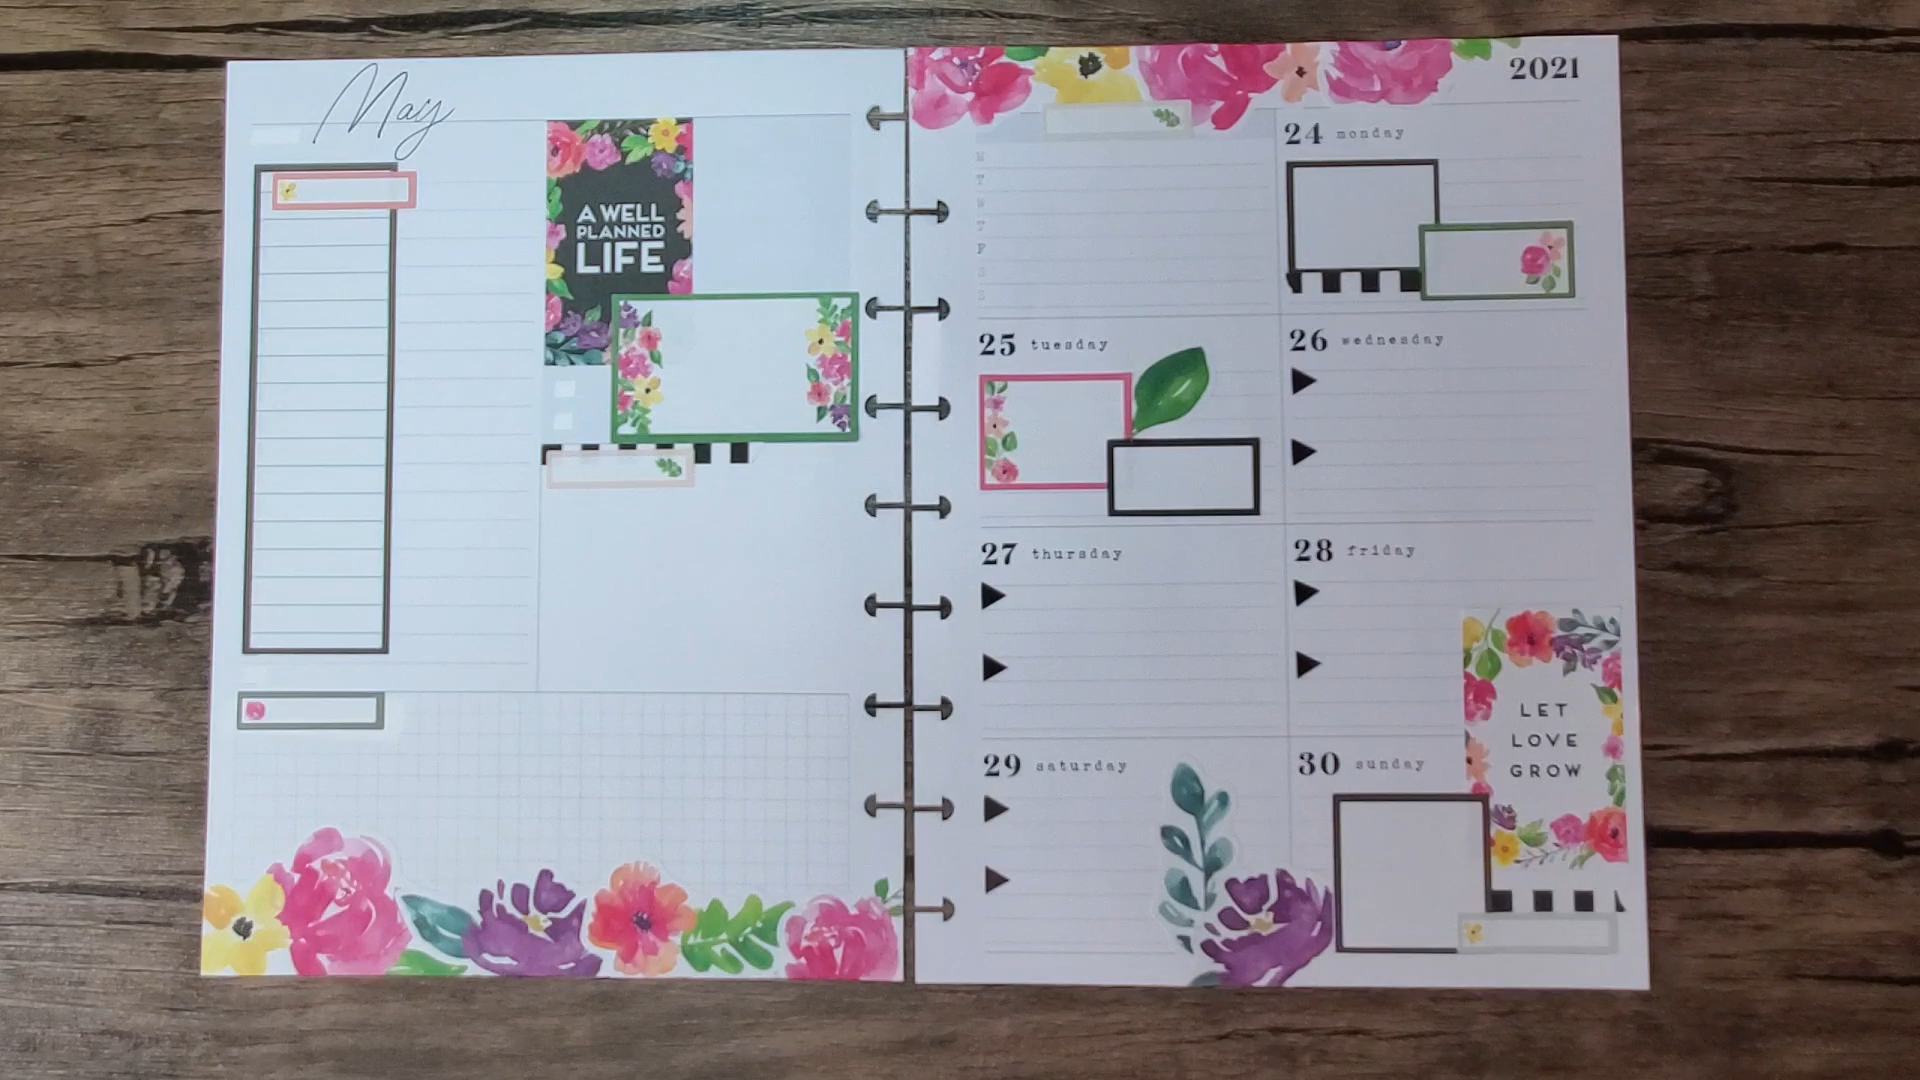 May
A WELL
PLANNED
LIFE
2021
M
T
W
T
F
S
S
24 monday
25 tuesday
26 wednesday
27 thursday
28 friday
29 saturday
30 sunday
LET
LOVE
GROW